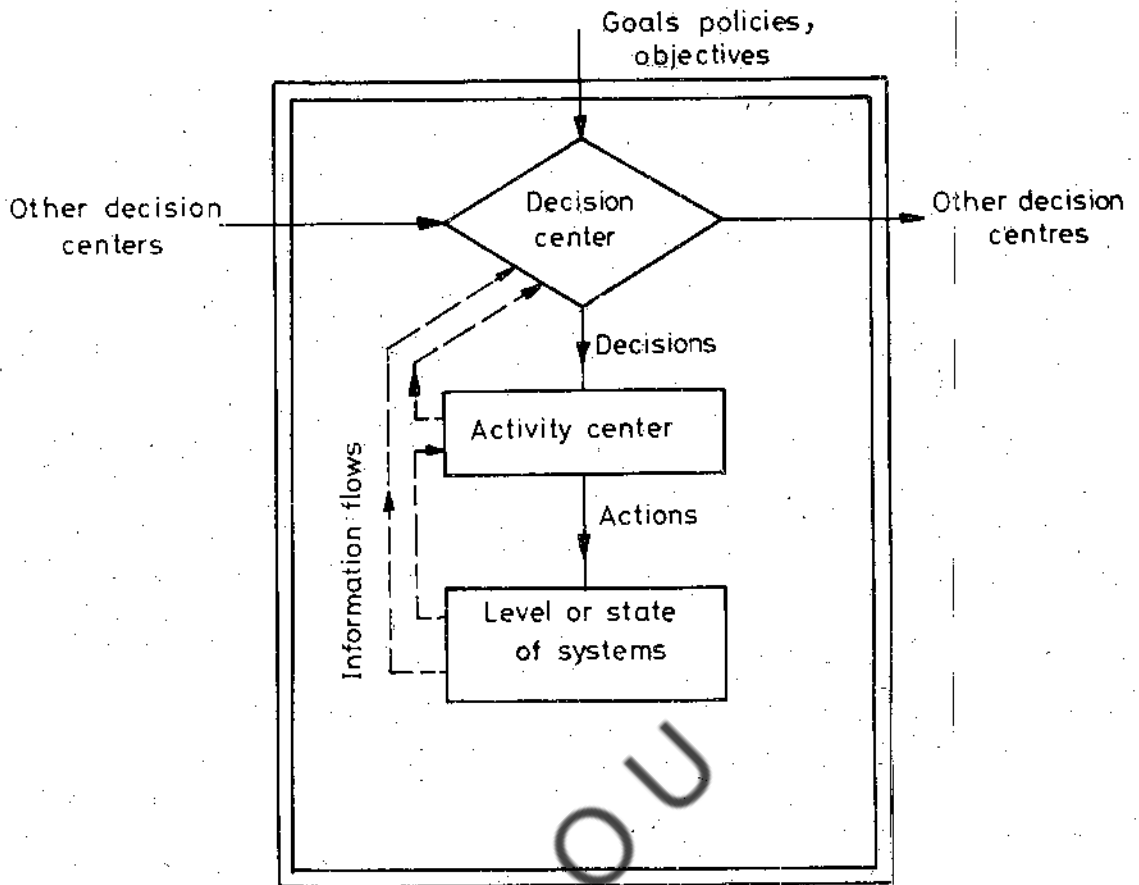 Goals policies,
objectives
Other decision
centers
Decision
center
Other decision
centres
Decisions
Activity center
Information flows
Actions
Level or state
of systems
O U